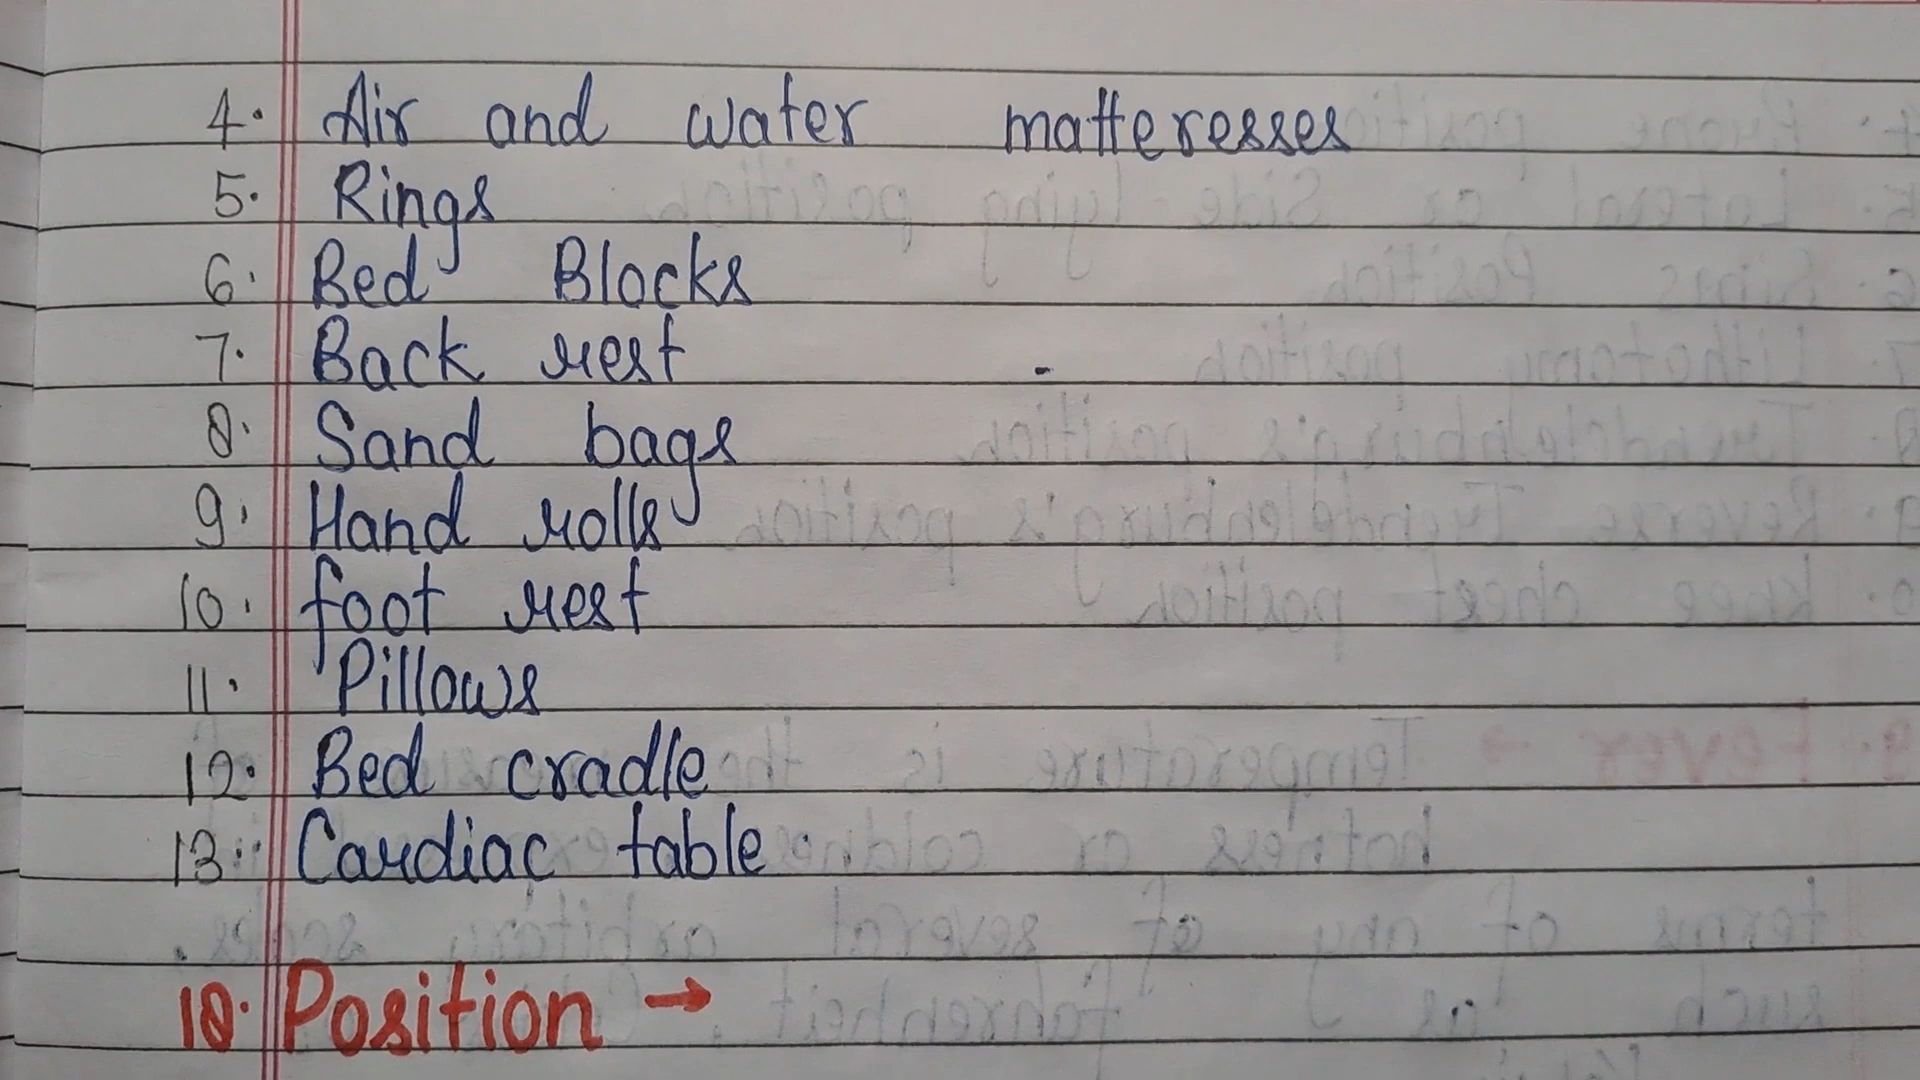 4. Air and water matteresses
5. Rings
6. Bed Blocks
7. Back rest
8. Sand bags
9. Hand rolls
10. foot rest
11. Pillows
12. Bed cradle
13. Cardiac table.
18. Position →